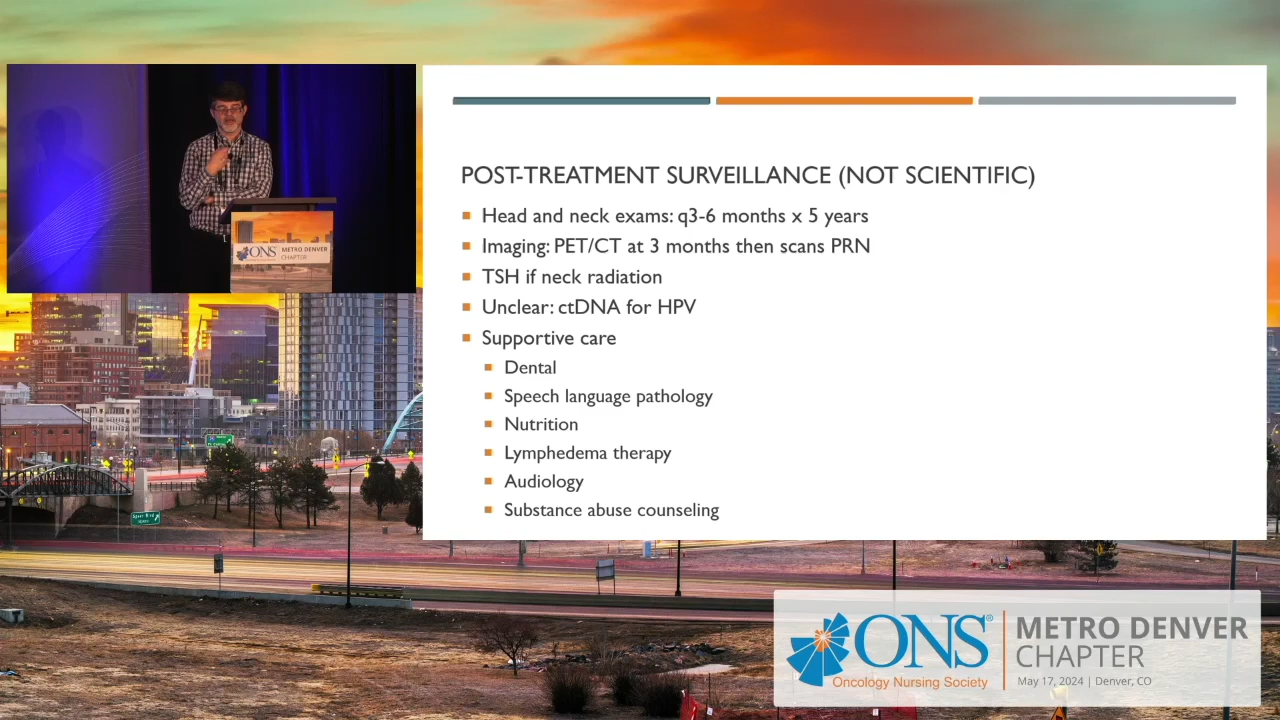 POST-TREATMENT SURVEILLANCE (NOT SCIENTIFIC)
Head and neck exams: q3-6 months x 5 years
Imaging: PET/CT at 3 months then scans PRN
TSH if neck radiation
Unclear: ctDNA for HPV
Supportive care
Dental
Speech language pathology
Nutrition
Lymphedema therapy
Audiology
Substance abuse counseling
ONS METRO DENVER
CHAPTER
ONS®
Oncology Nursing Society
METRO DENVER
CHAPTER
May 17, 2024 | Denver, CO